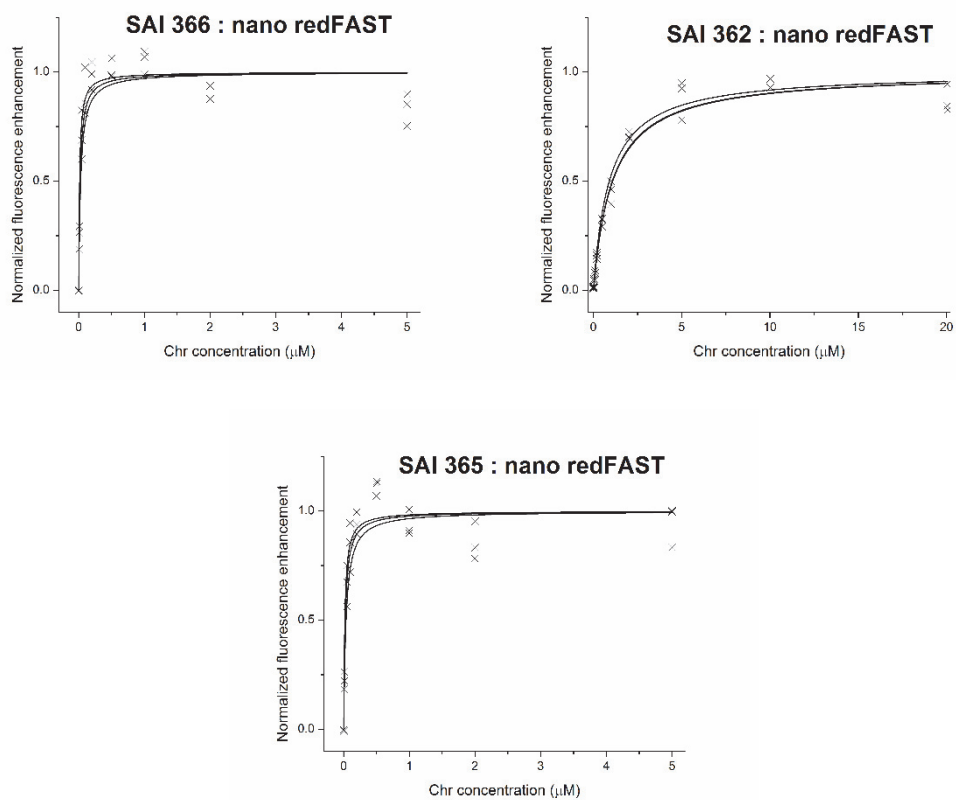 SAI 366 : nano redFAST
Normalized fluorescence enhancement
1.0
0.5
0.0
0 1 2 3 4 5
Chr concentration (μM)
SAI 362 : nano redFAST
Normalized fluorescence enhancement
1.0
0.5
0.0
0 5 10 15 20
Chr concentration (μM)
SAI 365 : nano redFAST
Normalized fluorescence enhancement
1.0
0.5
0.0
0 1 2 3 4 5
Chr concentration (μM)